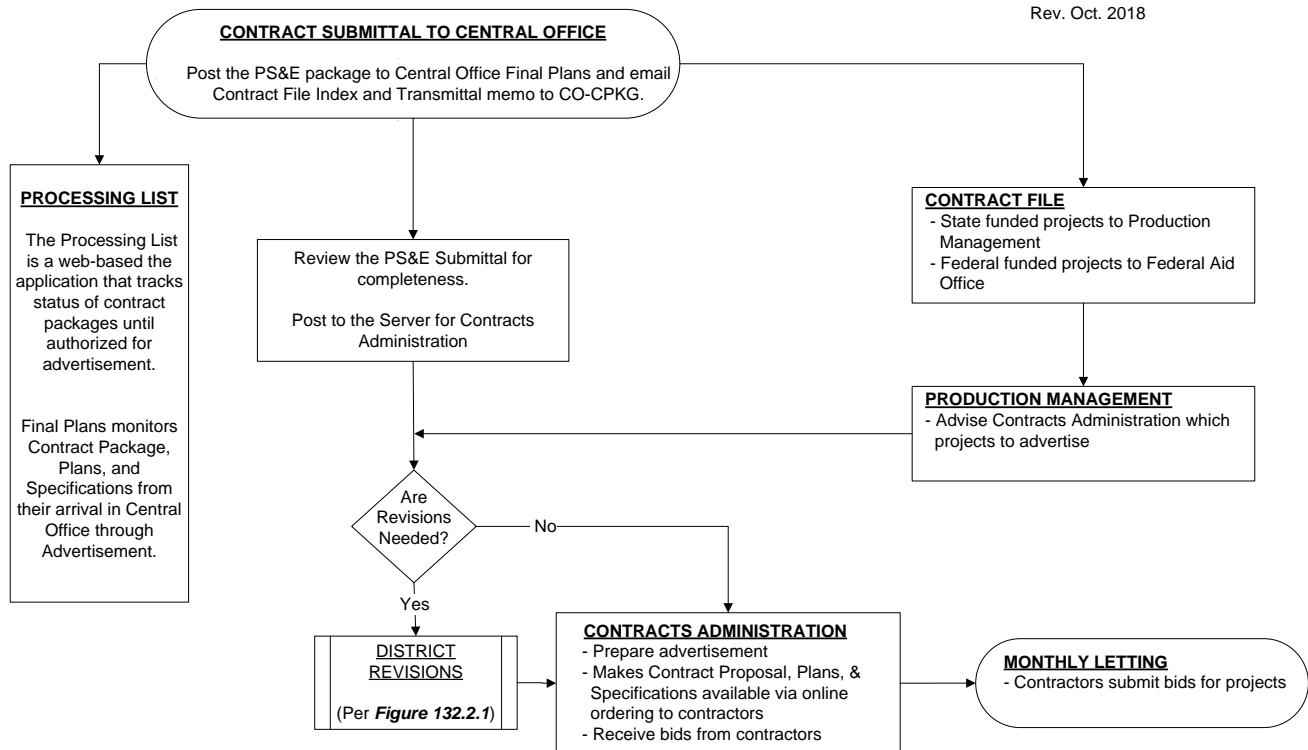 Rev. Oct. 2018
CONTRACT SUBMITTAL TO CENTRAL OFFICE
Post the PS&E package to Central Office Final Plans and email
Contract File Index and Transmittal memo to CO-CPKG.
PROCESSING LIST
The Processing List
is a web-based the
application that tracks
status of contract
packages until
authorized for
advertisement.
Final Plans monitors
Contract Package,
Plans, and
Specifications from
their arrival in Central
Office through
Advertisement.
Review the PS&E Submittal for
completeness.
Post to the Server for Contracts
Administration
CONTRACT FILE
- State funded projects to Production
Management
- Federal funded projects to Federal Aid
Office
PRODUCTION MANAGEMENT
- Advise Contracts Administration which
projects to advertise
Are
Revisions
Needed?
No
Yes
DISTRICT
REVISIONS
(Per Figure 132.2.1)
CONTRACTS ADMINISTRATION
- Prepare advertisement
- Makes Contract Proposal, Plans, &
Specifications available via online
ordering to contractors
- Receive bids from contractors
MONTHLY LETTING
- Contractors submit bids for projects